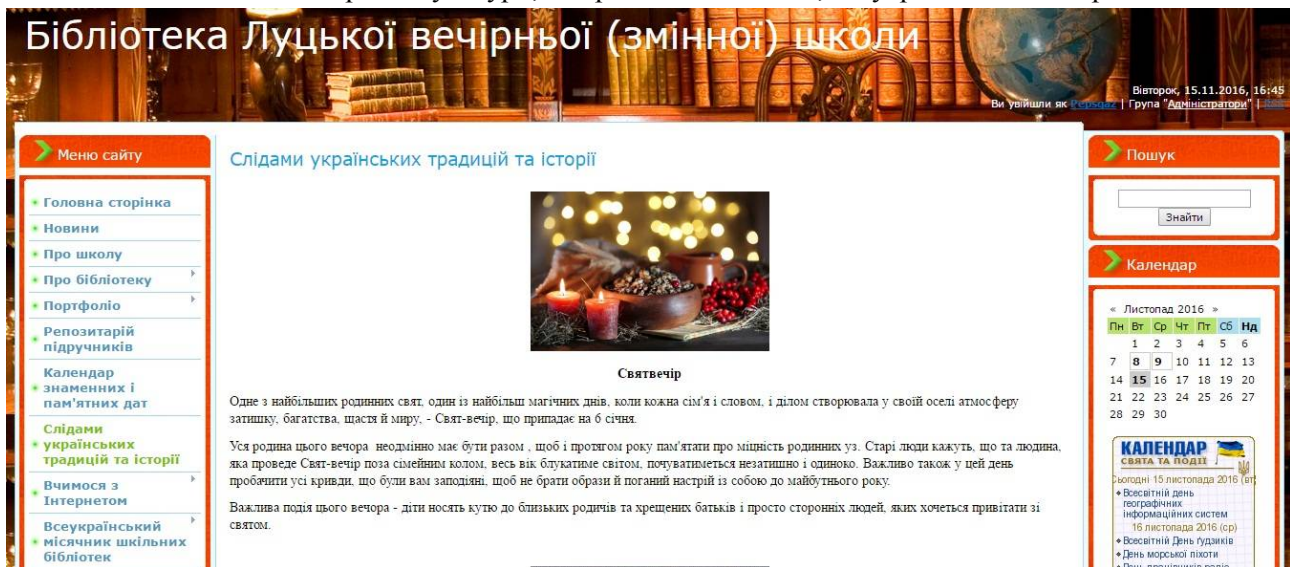 Бібліотека Луцької вечірньої (змінної) школи
Вівторок, 15.11.2016, 16:45
Ви увійшли як | Група "Адміністратори" |
Меню сайту
Головна сторінка
Новини
Про школу
Про бібліотеку
Портфоліо
Репозитарій
підручників
Календар
знаменних і
пам'ятних дат
Слідами
українських
традицій та історії
Вчимося з
Інтернетом
Всеукраїнський
місячник шкільних
бібліотек
Слідами українських традицій та історії
Святвечір
Одне з найбільших родинних свят, один із найбільш магічних днів, коли кожна сім'я і словом, і ділом створювала у своїй оселі атмосферу
затишку, багатства, щастя й миру, - Свят-вечір, що припадає на 6 січня.
Уся родина цього вечора неодмінно має бути разом , щоб і протягом року пам'ятати про міцність родинних уз. Старі люди кажуть, що та людина,
яка проведе Свят-вечір поза сімейним колом, весь вік блукатиме світом, почуватиметься незатишно і одиноко. Важливо також у цей день
пробачити усі кривди, що були вам заподіяні, щоб не брати образи й поганий настрій із собою до майбутнього року.
Важлива подія цього вечора - діти носять кутю до близьких родичів та хрещених батьків і просто сторонніх людей, яких хочеться привітати зі
святом.
Пошук
Знайти
Календар
« Листопад 2016 »
Пн Вт Ср Чт Пт Сб Нд
1 2 3 4 5 6
7 8 9 10 11 12 13
14 15 16 17 18 19 20
21 22 23 24 25 26 27
28 29 30
КАЛЕНДАР
СВЯТА ТА ПОДІЇ
Сьогодні 15 листопада 2016 (вт)
Всесвітній день
географічних
інформаційних систем
16 листопада 2016 (ср)
Всесвітній День ґудзиків
День морської піхоти